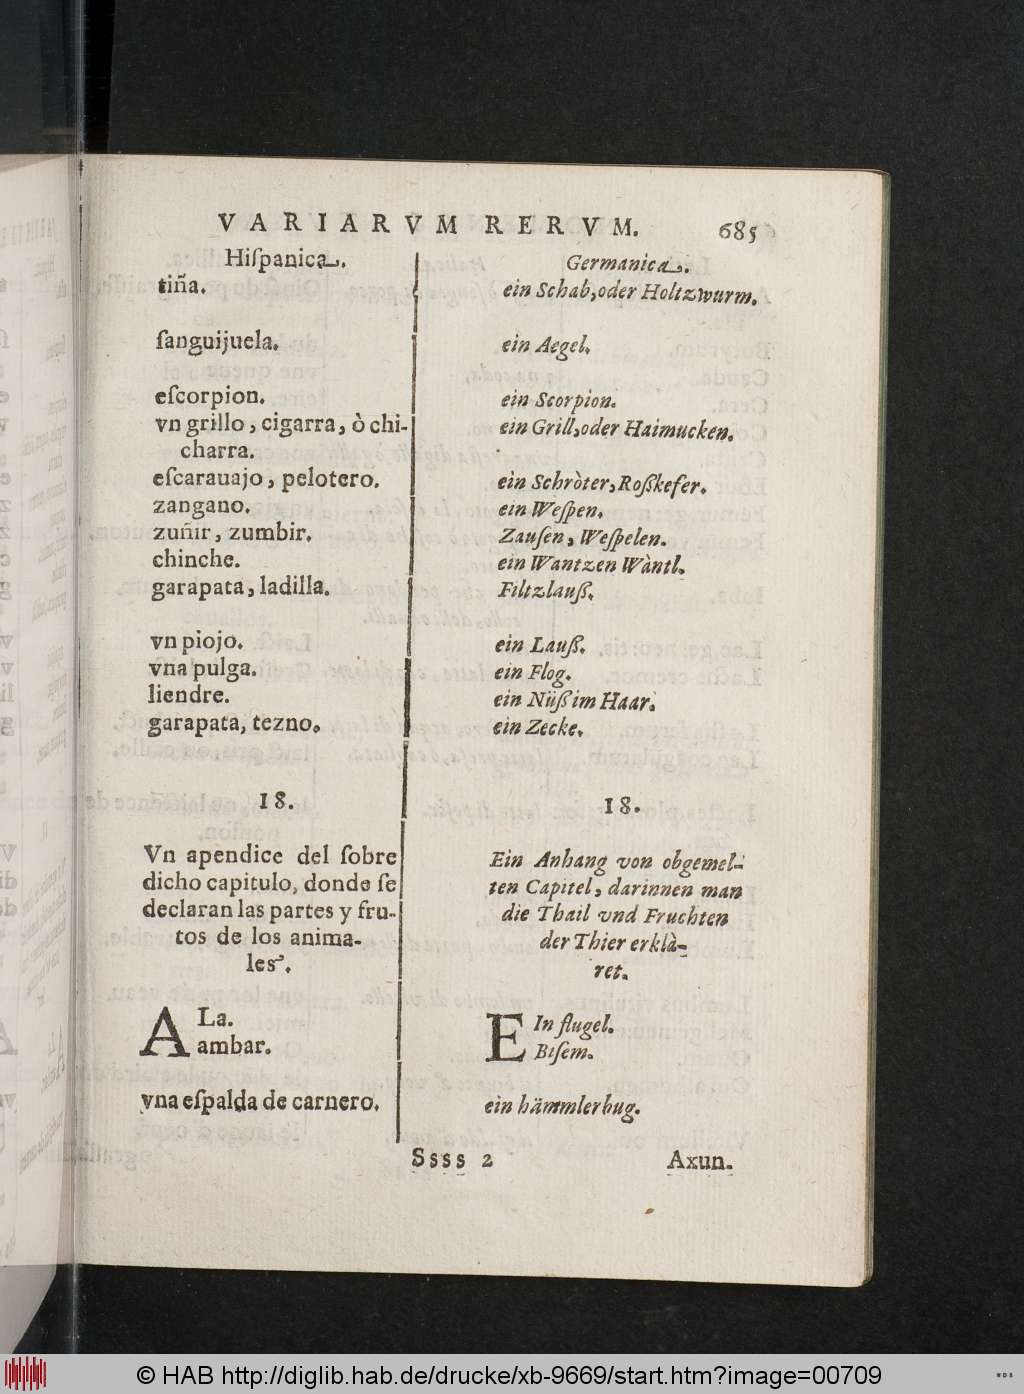 VARIARVM RERVM. 685
Hiſpanica.
tiña.
ſanguijuela.
eſcorpion.
vn grillo, cigarra, ò chi-
charra.
eſcarauajo, pelotero.
zangano.
zuñir, zumbir.
chinche.
garapata, ladilla.
vn piojo.
vna pulga.
liendre.
garapata, tezno.
18.
Vn apendice del ſobre
dicho capitulo, donde ſe
declaran las partes y fru-
tos de los anima-
les.
ALa.
ambar.
vna eſpalda de carnero.
Germanica.
ein Schab, oder Holtzwurm.
ein Aegel.
ein Scorpion.
ein Grill, oder Haimucken.
ein Schròter, Roßkefer.
ein Weſpen.
Zauſen, Weſpelen.
ein Wantzen Wàntl.
Filtzlauß.
ein Lauß.
ein Flog.
ein Nüß im Haar.
ein Zecke.
18.
Ein Anhang von obgemel-
ten Capitel, darinnen man
die Thail vnd Fruchten
der Thier erklà-
ret.
EIn flugel.
Biſem.
ein hämmlerbug.
Ssss 2 Axun.
© HAB http://diglib.hab.de/drucke/xb-9669/start.htm?image=00709